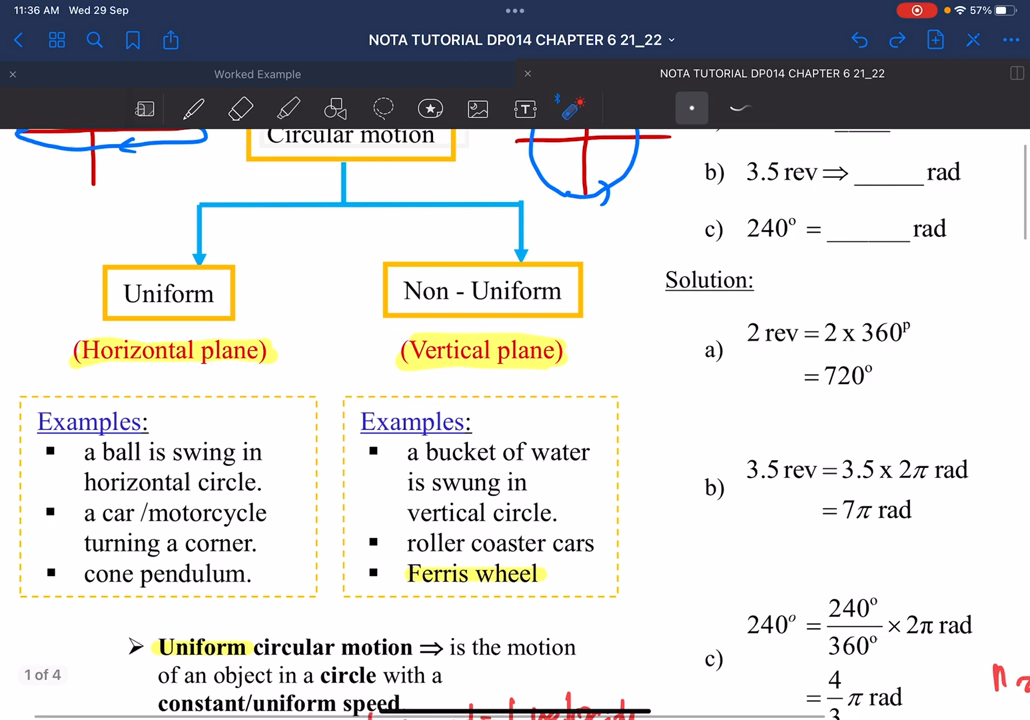 11:36 AM Wed 29 Sep
57%
NOTA TUTORIAL DP014 CHAPTER 6 21_22
Worked Example
NOTA TUTORIAL DP014 CHAPTER 6 21_22
Circular motion
Uniform
Non - Uniform
(Horizontal plane)
(Vertical plane)
Examples:
▪ a ball is swing in
horizontal circle.
▪ a car /motorcycle
turning a corner.
▪ cone pendulum.
Examples:
▪ a bucket of water
is swung in
vertical circle.
▪ roller coaster cars
▪ Ferris wheel
➢ Uniform circular motion ⇒ is the motion
of an object in a circle with a
constant/uniform speed
1 of 4
b) 3.5 rev ⇒ ______ rad
c) 240° = _______ rad
Solution:
a) 2 rev = 2 x 360ᵖ
= 720°
b) 3.5 rev = 3.5 x 2π rad
= 7π rad
c) 240° = 240°/360° × 2π rad
= 4/3 π rad